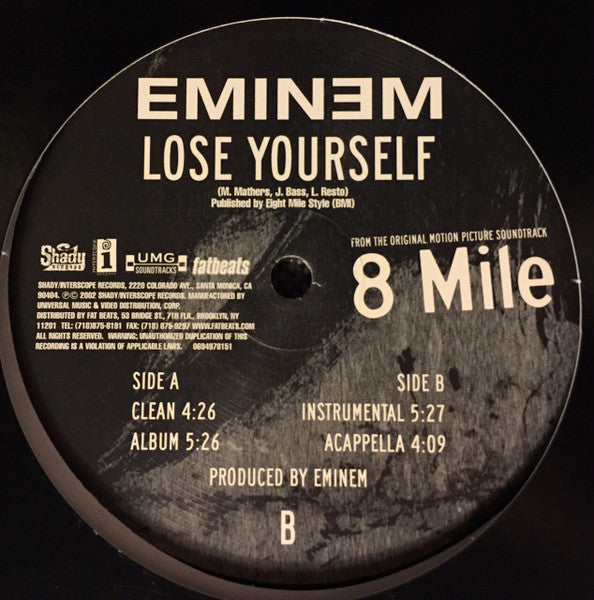 EMINEM
LOSE YOURSELF
(M. Mathers, J. Bass, L. Resto)
Published by Eight Mile Style (BMI)
FROM THE ORIGINAL MOTION PICTURE SOUNDTRACK
8 Mile
Shady
RECORDS
INTERSCOPE
i
UMG
SOUNDTRACKS
fatbeats
SHADY/INTERSCOPE RECORDS, 2220 COLORADO AVE., SANTA MONICA, CA
90404. ℗© 2002 SHADY/INTERSCOPE RECORDS. MANUFACTURED BY
UNIVERSAL MUSIC & VIDEO DISTRIBUTION, CORP.
DISTRIBUTED BY FAT BEATS, 53 BRIDGE ST., 7TH FLR., BROOKLYN, NY
11201 TEL: (718)875-8191 FAX: (718) 875-9297 WWW.FATBEATS.COM
ALL RIGHTS RESERVED. WARNING; UNAUTHORIZED DUPLICATION OF THIS
RECORDING IS A VIOLATION OF APPLICABLE LAWS. 0694978151
SIDE A
CLEAN 4:26
ALBUM 5:26
SIDE B
INSTRUMENTAL 5:27
ACAPPELLA 4:09
PRODUCED BY EMINEM
B